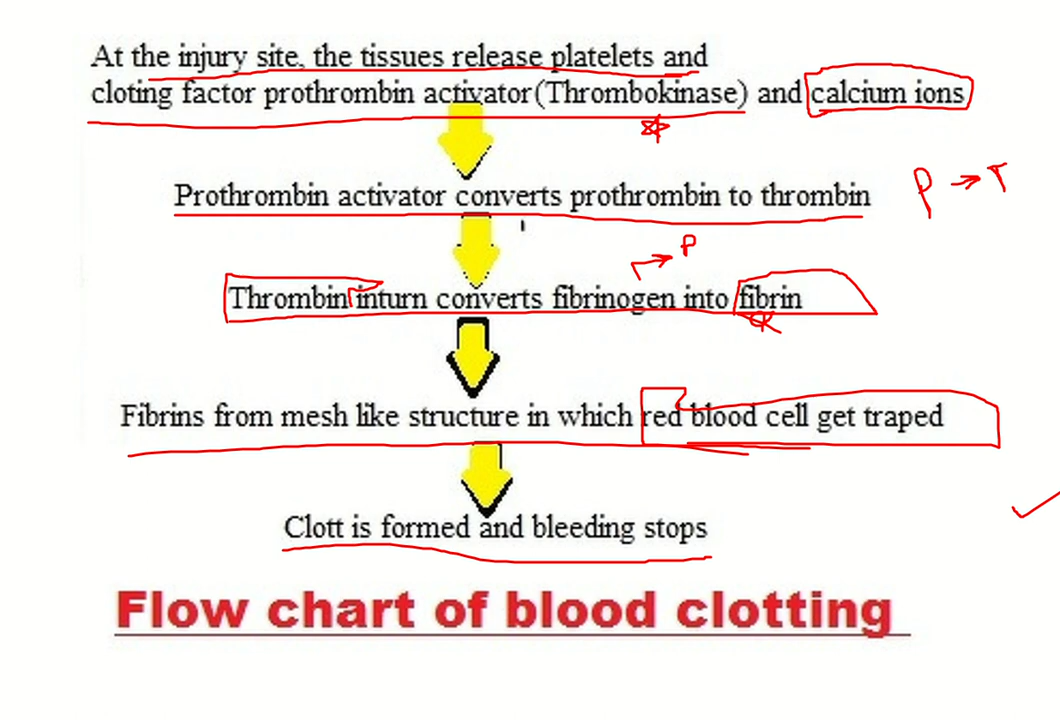 At the injury site, the tissues release platelets and
cloting factor prothrombin activator(Thrombokinase) and calcium ions
Prothrombin activator converts prothrombin to thrombin
P → T
Thrombin inturn converts fibrinogen into fibrin
Fibrins from mesh like structure in which red blood cell get traped
Clott is formed and bleeding stops
Flow chart of blood clotting